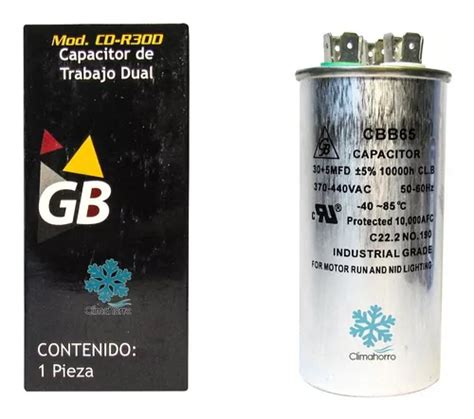 Mod. CD-R300
Capacitor de
Trabajo Dual
GB
Climahorro
CONTENIDO:
1 Pieza
GB
CBB65
CAPACITOR
30+5MFD ±5% 10000h CL.B
370-440VAC 50-60Hz
-40 ~85℃
Protected 10,000AFC
C22.2 NO.190
INDUSTRIAL GRADE
FOR MOTOR RUN AND NID LIGHTING
Climahorro